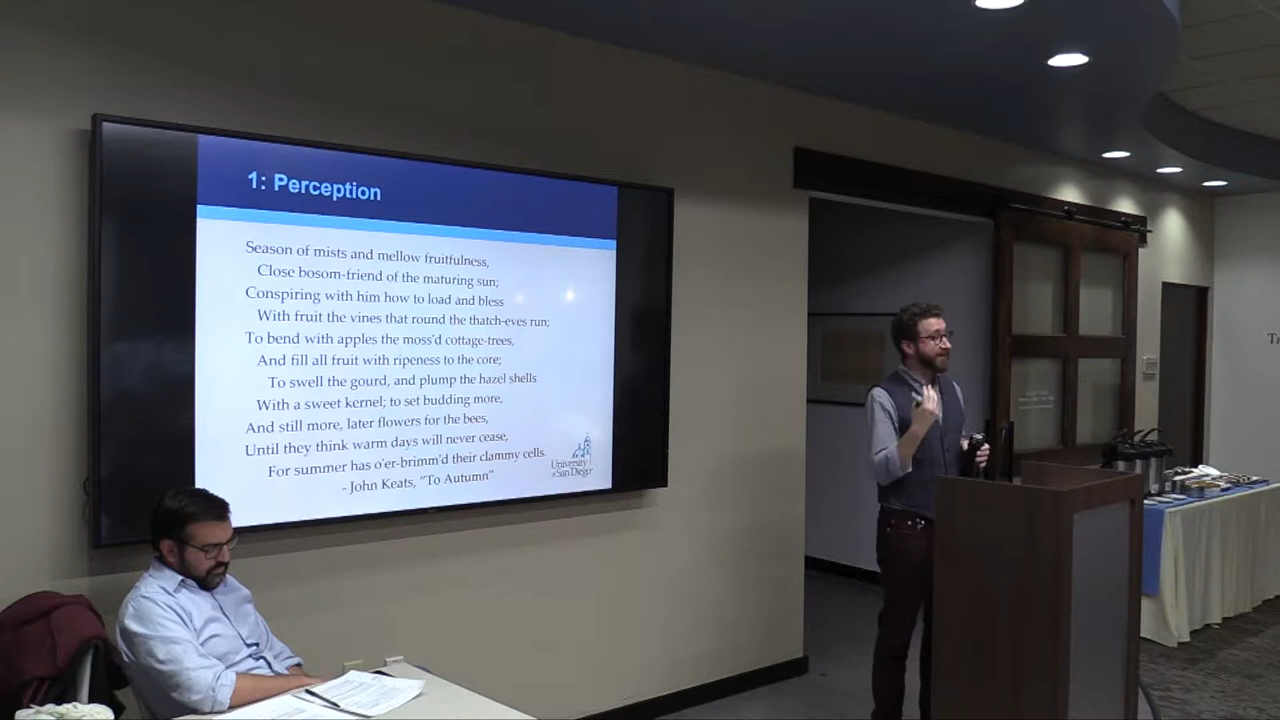 1: Perception
Season of mists and mellow fruitfulness,
Close bosom-friend of the maturing sun;
Conspiring with him how to load and bless
With fruit the vines that round the thatch-eves run;
To bend with apples the moss'd cottage-trees,
And fill all fruit with ripeness to the core;
To swell the gourd, and plump the hazel shells
With a sweet kernel; to set budding more,
And still more, later flowers for the bees,
Until they think warm days will never cease,
For summer has o'er-brimm'd their clammy cells.
- John Keats, "To Autumn"
University
of San Diego